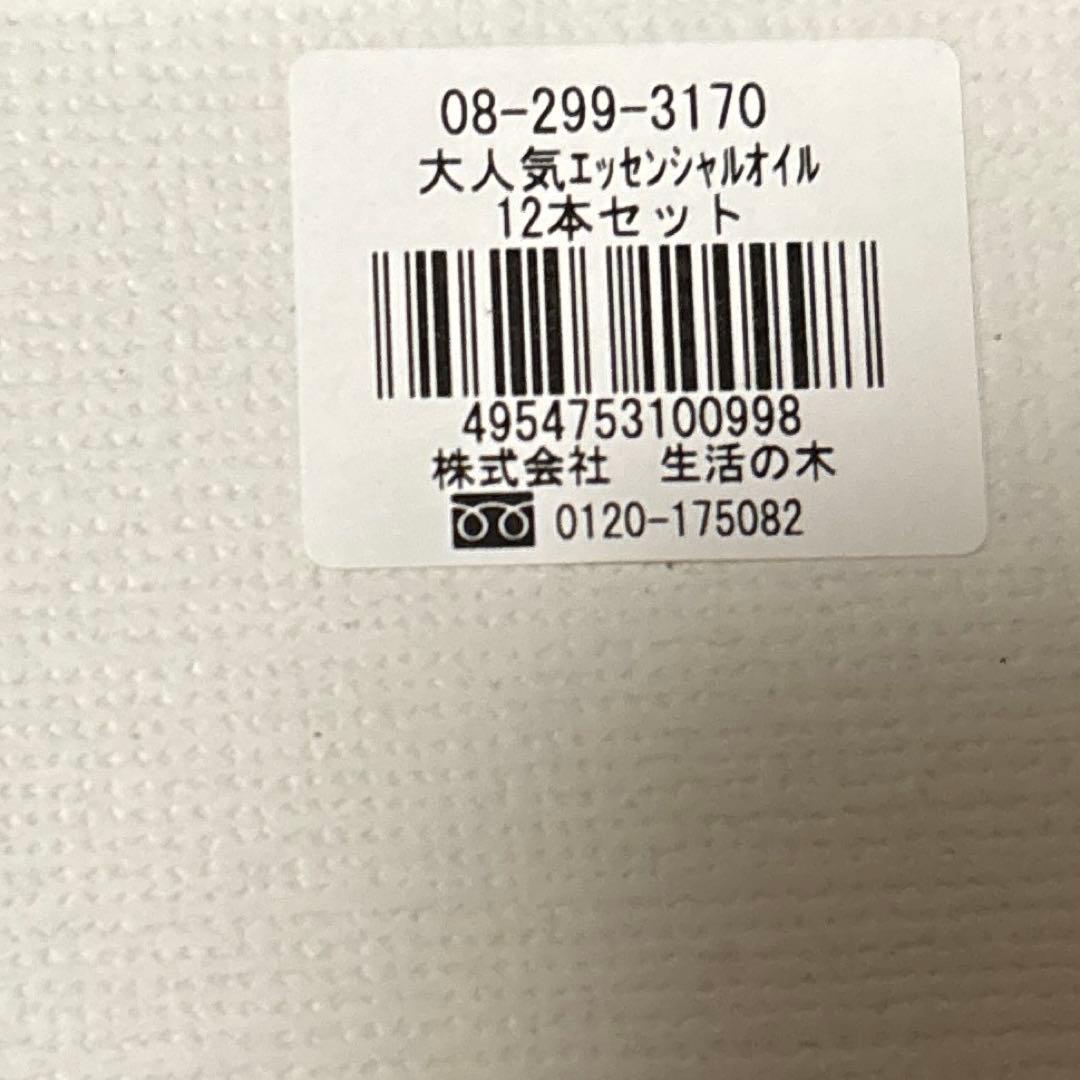 08-299-3170
大人気ｴｯｾﾝｼｬﾙｵｲﾙ
12本セット
4954753100998
株式会社　生活の木
0120-175082